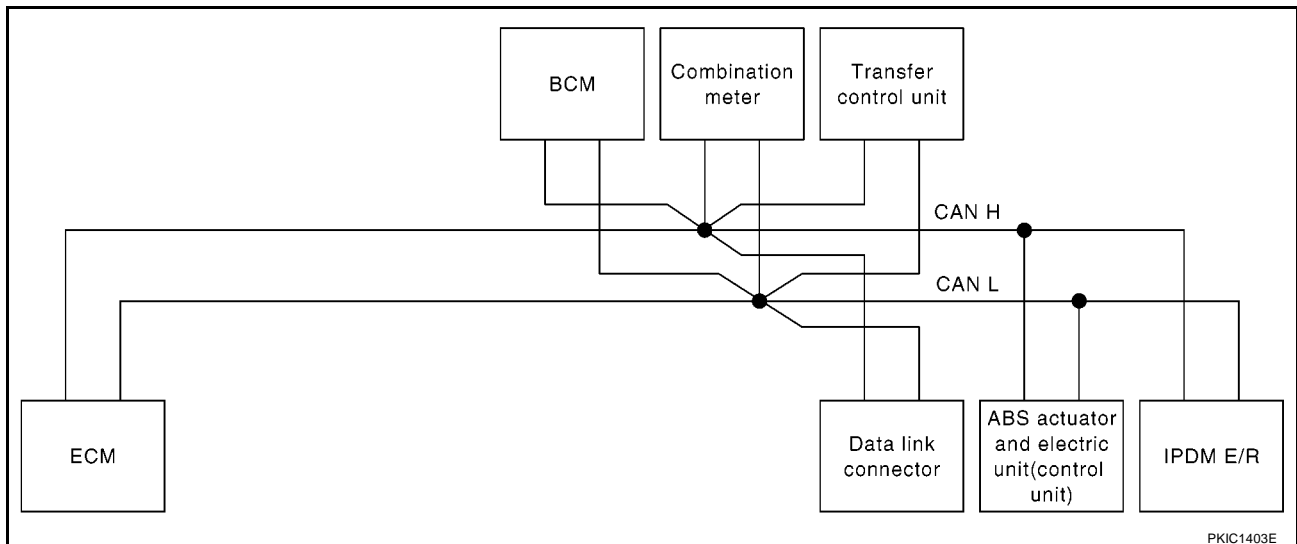 BCM
Combination
meter
Transfer
control unit
CAN H
CAN L
ECM
Data link
connector
ABS actuator
and electric
unit(control
unit)
IPDM E/R
PKIC1403E